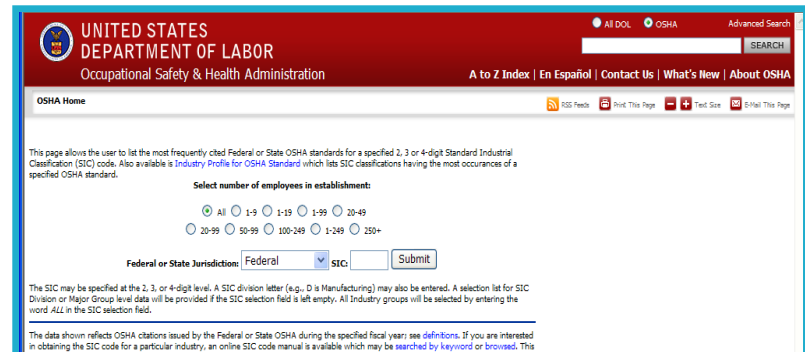 UNITED STATES
DEPARTMENT OF LABOR
Occupational Safety & Health Administration
All DOL OSHA Advanced Search
SEARCH
A to Z Index | En Español | Contact Us | What's New | About OSHA
OSHA Home
RSS Feeds Print This Page Text Size E-Mail This Page
This page allows the user to list the most frequently cited Federal or State OSHA standards for a specified 2, 3 or 4-digit Standard Industrial
Classification (SIC) code. Also available is Industry Profile for OSHA Standard which lists SIC classifications having the most occurances of a
specified OSHA standard.
Select number of employees in establishment:
All 1-9 1-19 1-99 20-49
20-99 50-99 100-249 1-249 250+
Federal or State Jurisdiction: Federal SIC: Submit
The SIC may be specified at the 2, 3, or 4-digit level. A SIC division letter (e.g., D is Manufacturing) may also be entered. A selection list for SIC
Division or Major Group level data will be provided if the SIC selection field is left empty. All Industry groups will be selected by entering the
word ALL in the SIC selection field.
The data shown reflects OSHA citations issued by the Federal or State OSHA during the specified fiscal year; see definitions. If you are interested
in obtaining the SIC code for a particular industry, an online SIC code manual is available which may be searched by keyword or browsed. This